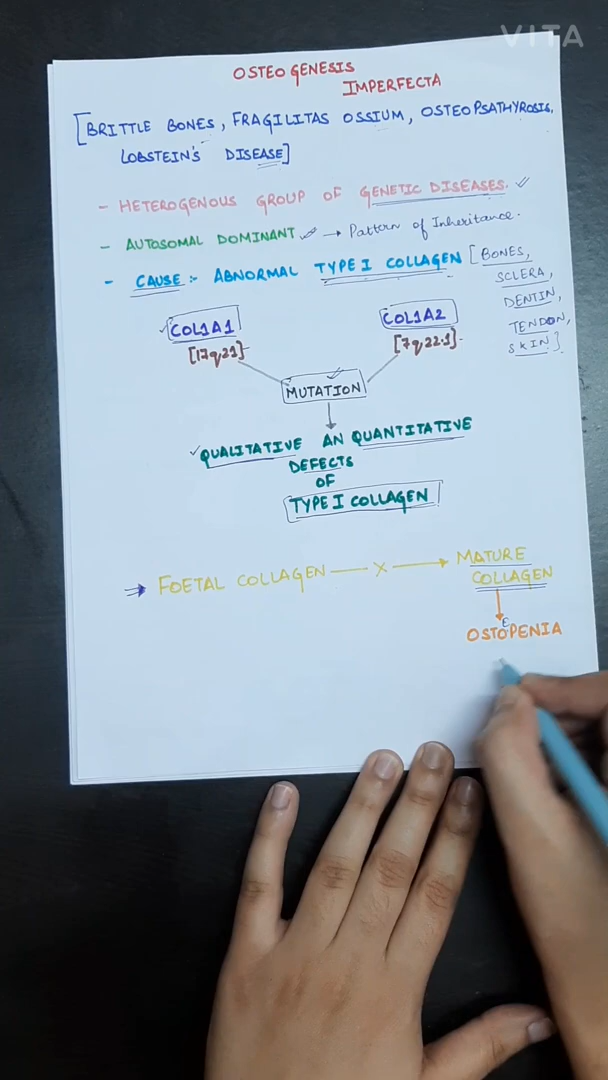 VITA
OSTEOGENESIS
IMPERFECTA
[BRITTLE BONES, FRAGILITAS OSSIUM, OSTEOPSATHYROSIS,
LOBSTEIN'S DISEASE]
- HETEROGENOUS GROUP OF GENETIC DISEASES.
- AUTOSOMAL DOMINANT → Pattern of Inheritance.
- CAUSE :- ABNORMAL TYPE I COLLAGEN [BONES,
SCLERA,
DENTIN,
TENDON,
SKIN]
COL1A1
[17q21]
COL1A2
[7q22.1]
MUTATION
QUALITATIVE AN QUANTITATIVE
DEFECTS
OF
TYPE I COLLAGEN
⇒ FOETAL COLLAGEN — X → MATURE
COLLAGEN
E
OSTOPENIA